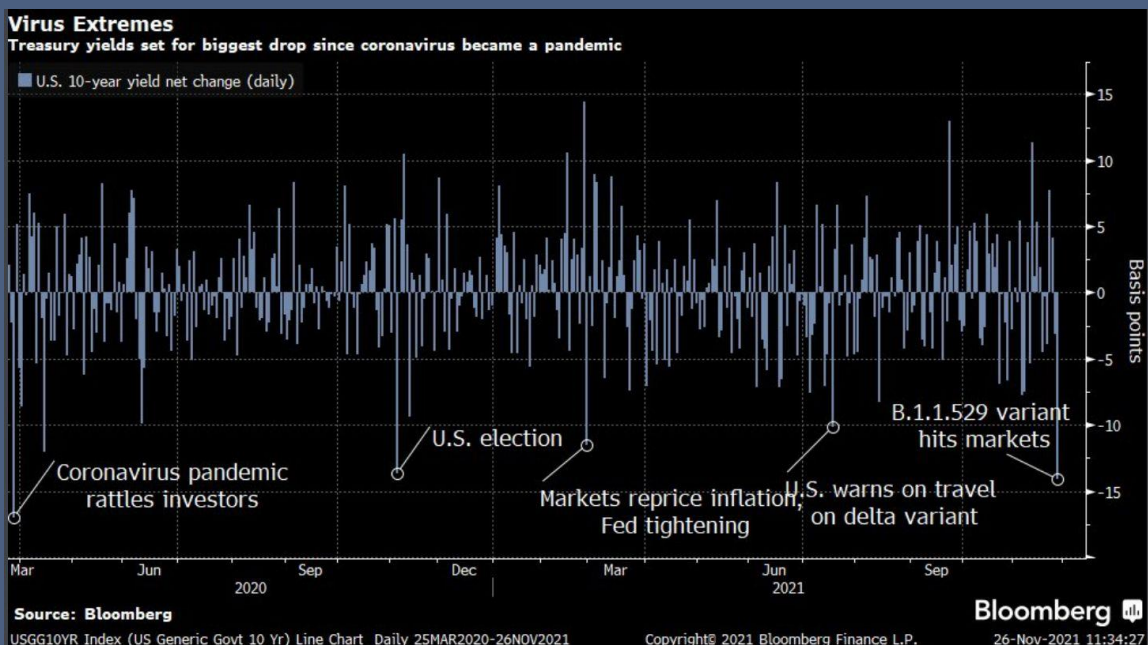 Virus Extremes
Treasury yields set for biggest drop since coronavirus became a pandemic
U.S. 10-year yield net change (daily)
15
10
5
0
-5
-10
-15
Basis points
Coronavirus pandemic
rattles investors
U.S. election
Markets reprice inflation,
Fed tightening
U.S. warns on travel
on delta variant
B.1.1.529 variant
hits markets
Mar Jun Sep Dec Mar Jun Sep
2020 2021
Source: Bloomberg
Bloomberg
USGG10YR Index (US Generic Govt 10 Yr) Line Chart Daily 25MAR2020-26NOV2021 Copyright© 2021 Bloomberg Finance L.P. 26-Nov-2021 11:34:27